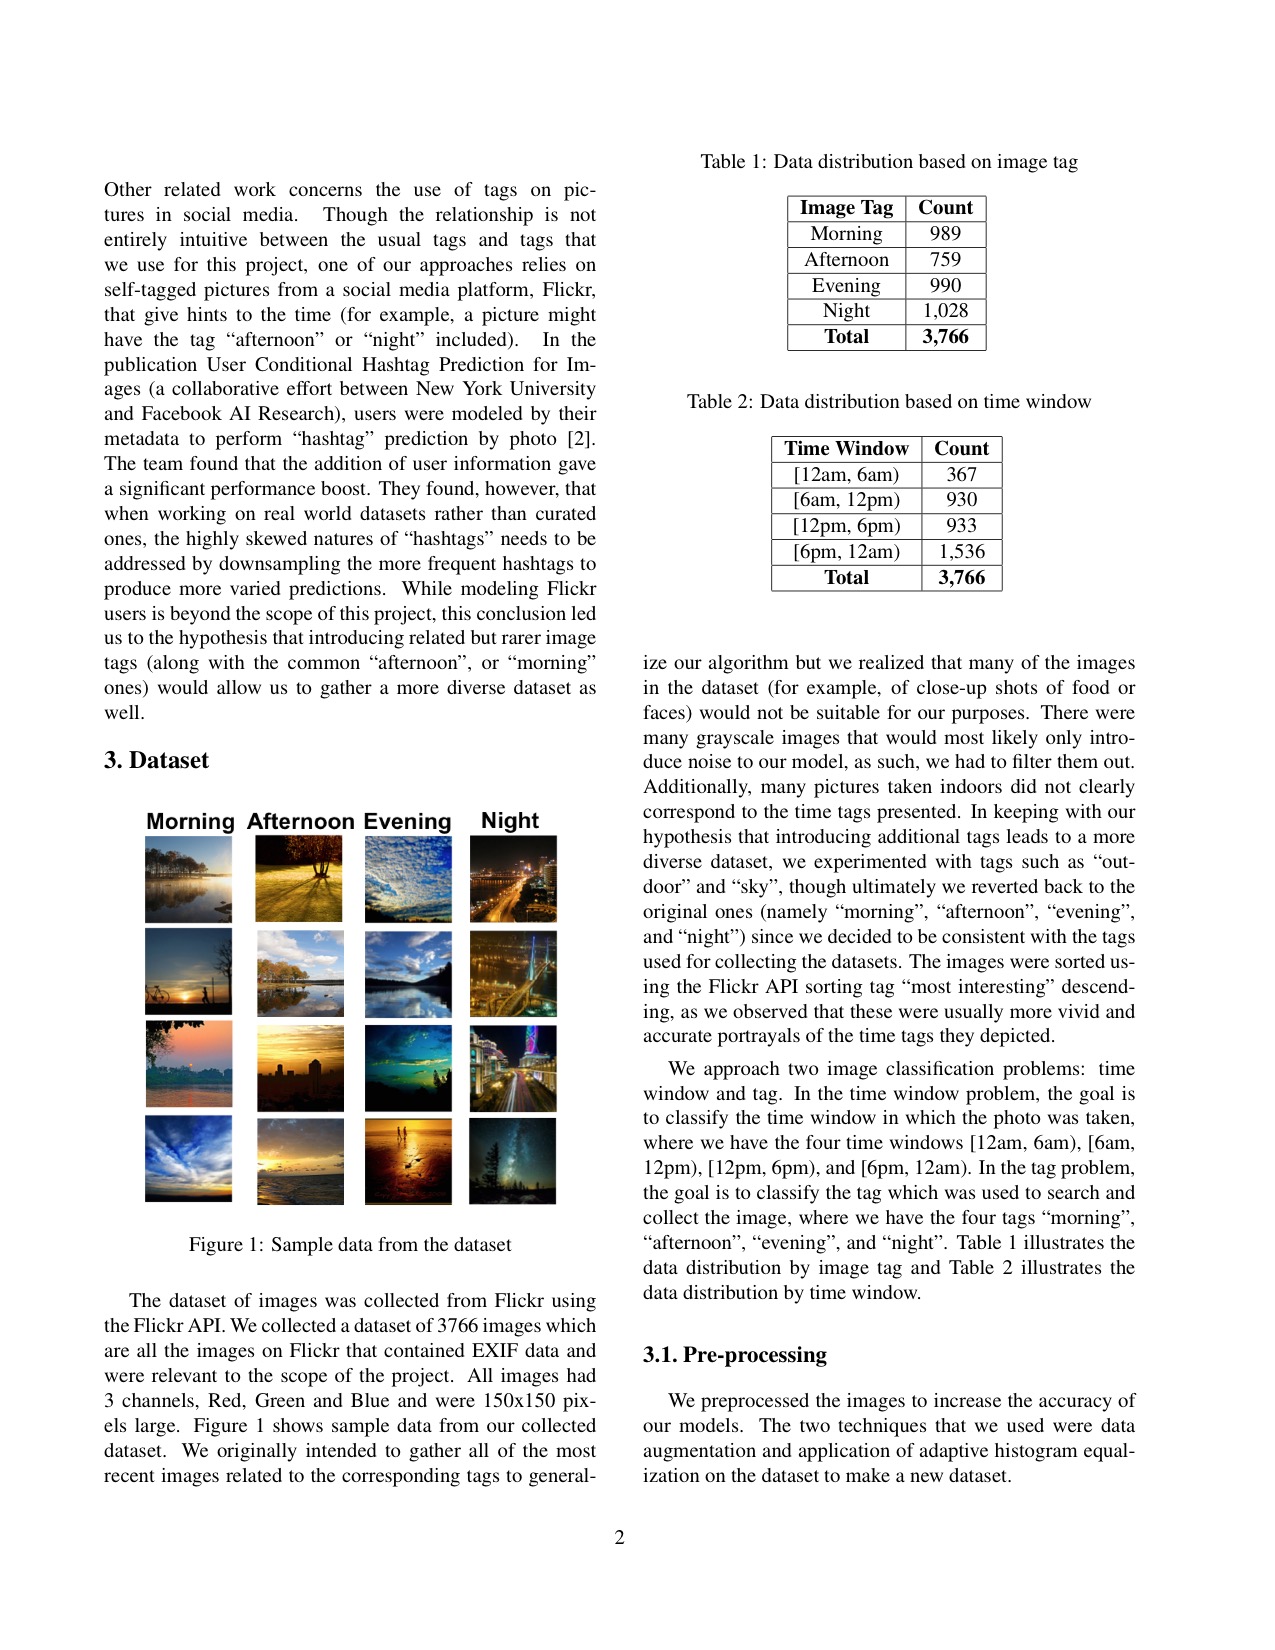 Other related work concerns the use of tags on pic-
tures in social media. Though the relationship is not
entirely intuitive between the usual tags and tags that
we use for this project, one of our approaches relies on
self-tagged pictures from a social media platform, Flickr,
that give hints to the time (for example, a picture might
have the tag “afternoon” or “night” included). In the
publication User Conditional Hashtag Prediction for Im-
ages (a collaborative effort between New York University
and Facebook AI Research), users were modeled by their
metadata to perform “hashtag” prediction by photo [2].
The team found that the addition of user information gave
a significant performance boost. They found, however, that
when working on real world datasets rather than curated
ones, the highly skewed natures of “hashtags” needs to be
addressed by downsampling the more frequent hashtags to
produce more varied predictions. While modeling Flickr
users is beyond the scope of this project, this conclusion led
us to the hypothesis that introducing related but rarer image
tags (along with the common “afternoon”, or “morning”
ones) would allow us to gather a more diverse dataset as
well.
3. Dataset
Morning Afternoon Evening Night
Figure 1: Sample data from the dataset
The dataset of images was collected from Flickr using
the Flickr API. We collected a dataset of 3766 images which
are all the images on Flickr that contained EXIF data and
were relevant to the scope of the project. All images had
3 channels, Red, Green and Blue and were 150x150 pix-
els large. Figure 1 shows sample data from our collected
dataset. We originally intended to gather all of the most
recent images related to the corresponding tags to general-
Table 1: Data distribution based on image tag
Image Tag Count
Morning 989
Afternoon 759
Evening 990
Night 1,028
Total 3,766
Table 2: Data distribution based on time window
Time Window Count
[12am, 6am) 367
[6am, 12pm) 930
[12pm, 6pm) 933
[6pm, 12am) 1,536
Total 3,766
ize our algorithm but we realized that many of the images
in the dataset (for example, of close-up shots of food or
faces) would not be suitable for our purposes. There were
many grayscale images that would most likely only intro-
duce noise to our model, as such, we had to filter them out.
Additionally, many pictures taken indoors did not clearly
correspond to the time tags presented. In keeping with our
hypothesis that introducing additional tags leads to a more
diverse dataset, we experimented with tags such as “out-
door” and “sky”, though ultimately we reverted back to the
original ones (namely “morning”, “afternoon”, “evening”,
and “night”) since we decided to be consistent with the tags
used for collecting the datasets. The images were sorted us-
ing the Flickr API sorting tag “most interesting” descend-
ing, as we observed that these were usually more vivid and
accurate portrayals of the time tags they depicted.
We approach two image classification problems: time
window and tag. In the time window problem, the goal is
to classify the time window in which the photo was taken,
where we have the four time windows [12am, 6am), [6am,
12pm), [12pm, 6pm), and [6pm, 12am). In the tag problem,
the goal is to classify the tag which was used to search and
collect the image, where we have the four tags “morning”,
“afternoon”, “evening”, and “night”. Table 1 illustrates the
data distribution by image tag and Table 2 illustrates the
data distribution by time window.
3.1. Pre-processing
We preprocessed the images to increase the accuracy of
our models. The two techniques that we used were data
augmentation and application of adaptive histogram equal-
ization on the dataset to make a new dataset.
2